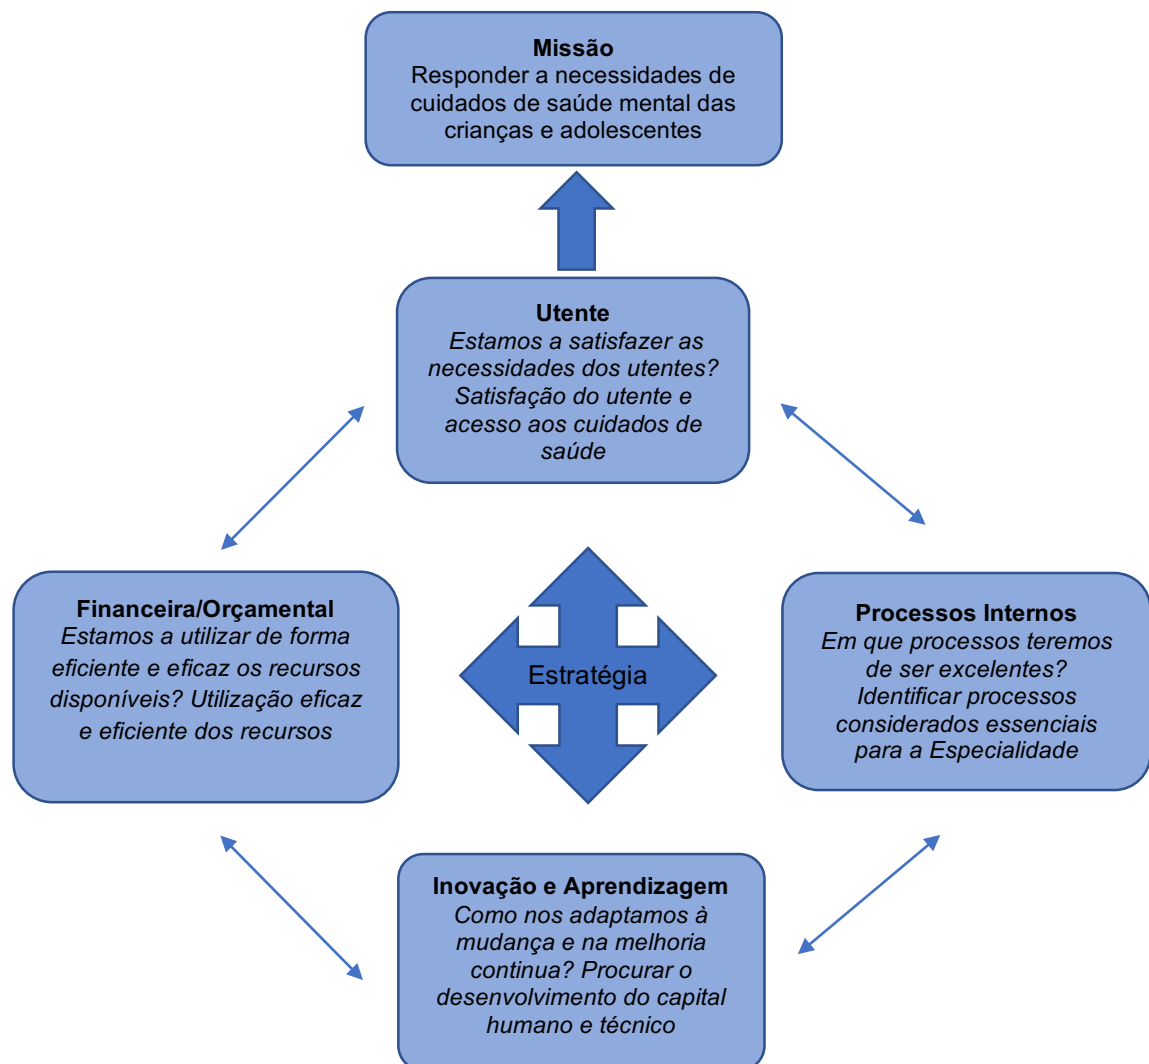 Missão
Responder a necessidades de
cuidados de saúde mental das
crianças e adolescentes
Utente
Estamos a satisfazer as
necessidades dos utentes?
Satisfação do utente e
acesso aos cuidados de
saúde
Financeira/Orçamental
Estamos a utilizar de forma
eficiente e eficaz os recursos
disponíveis? Utilização eficaz
e eficiente dos recursos
Estratégia
Processos Internos
Em que processos teremos
de ser excelentes?
Identificar processos
considerados essenciais
para a Especialidade
Inovação e Aprendizagem
Como nos adaptamos à
mudança e na melhoria
continua? Procurar o
desenvolvimento do capital
humano e técnico